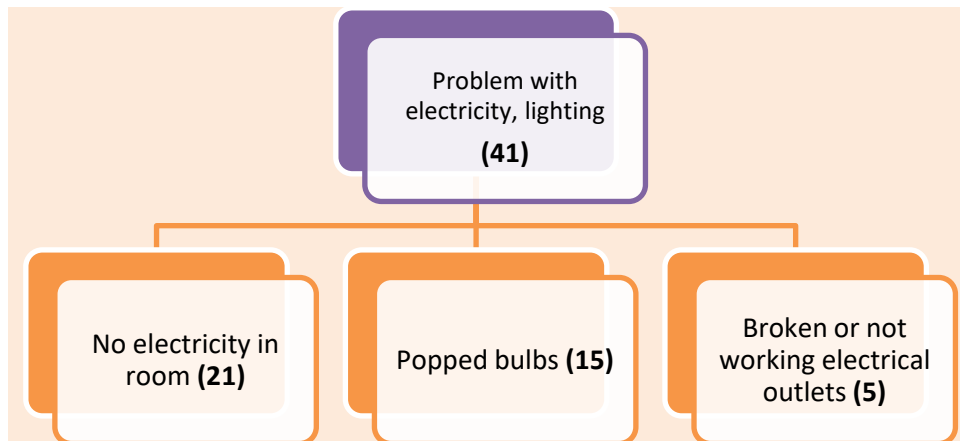 Problem with
electricity, lighting
(41)
No electricity in
room (21)
Popped bulbs (15)
Broken or not
working electrical
outlets (5)